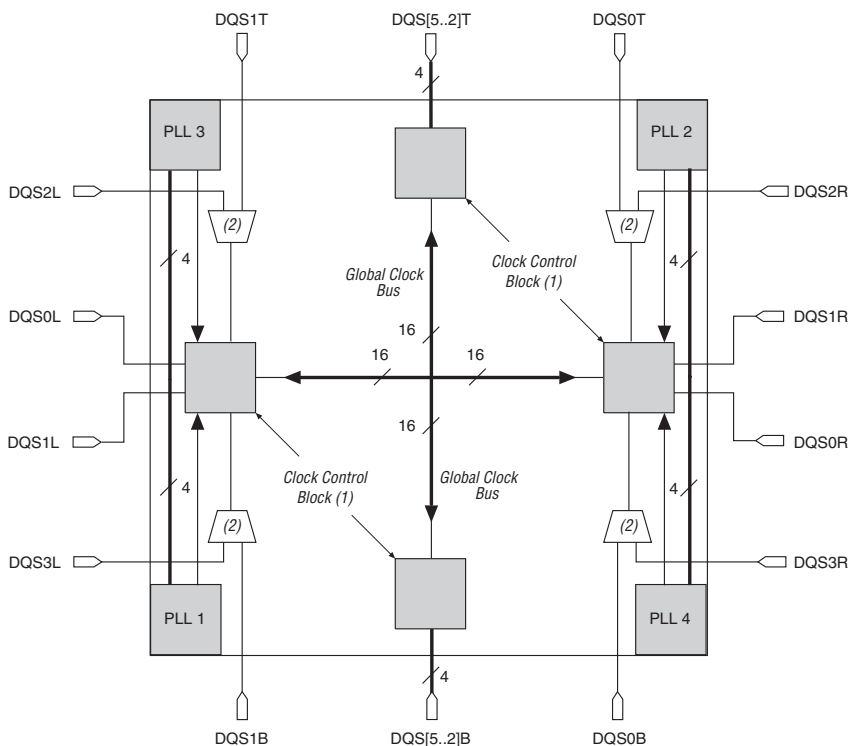 DQS1T
DQS[5..2]T
DQS0T
4
PLL 3
PLL 2
DQS2L
DQS2R
(2)
(2)
4
Global Clock
Bus
Clock Control
Block (1)
4
DQS0L
DQS1R
16
16
16
16
DQS1L
DQS0R
Clock Control
Block (1)
Global Clock
Bus
4
4
(2)
(2)
DQS3L
DQS3R
PLL 1
PLL 4
4
DQS1B
DQS[5..2]B
DQS0B